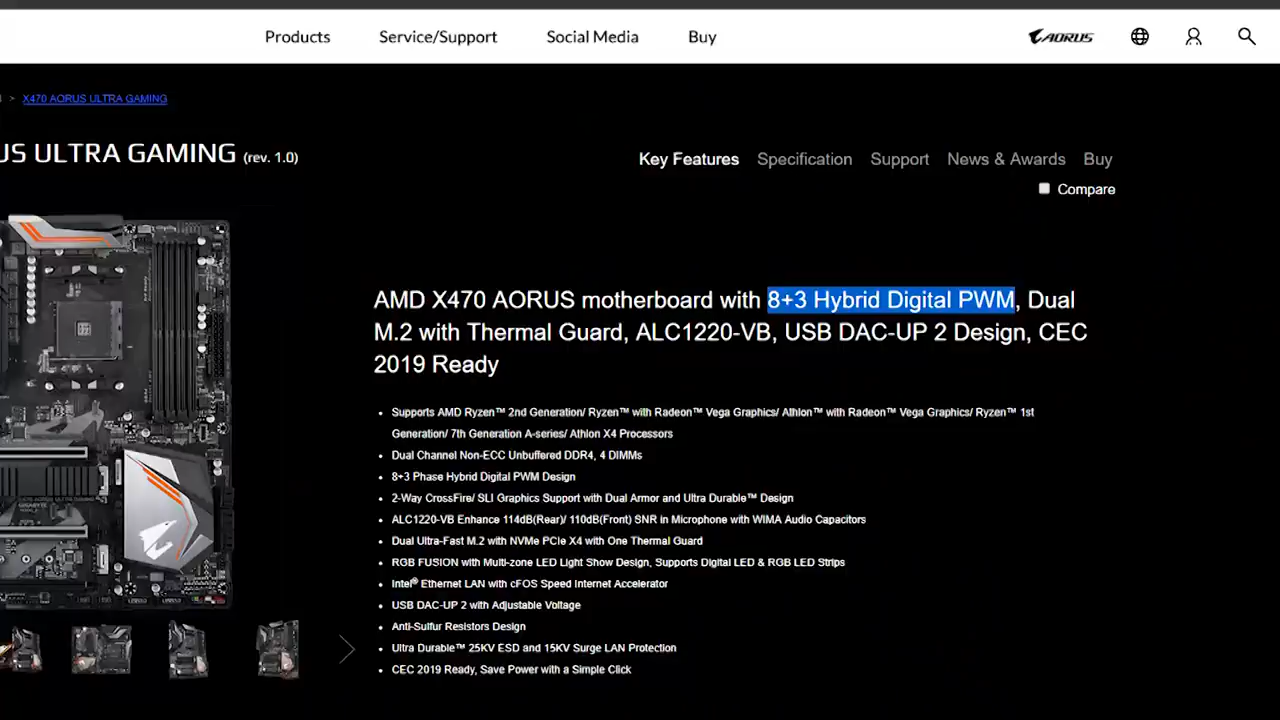 Products Service/Support Social Media Buy AORUS
> X470 AORUS ULTRA GAMING
US ULTRA GAMING (rev. 1.0)
Key Features Specification Support News & Awards Buy
Compare
AMD X470 AORUS motherboard with 8+3 Hybrid Digital PWM, Dual
M.2 with Thermal Guard, ALC1220-VB, USB DAC-UP 2 Design, CEC
2019 Ready
• Supports AMD Ryzen™ 2nd Generation/ Ryzen™ with Radeon™ Vega Graphics/ Athlon™ with Radeon™ Vega Graphics/ Ryzen™ 1st
Generation/ 7th Generation A-series/ Athlon X4 Processors
• Dual Channel Non-ECC Unbuffered DDR4, 4 DIMMs
• 8+3 Phase Hybrid Digital PWM Design
• 2-Way CrossFire/ SLI Graphics Support with Dual Armor and Ultra Durable™ Design
• ALC1220-VB Enhance 114dB(Rear)/ 110dB(Front) SNR in Microphone with WIMA Audio Capacitors
• Dual Ultra-Fast M.2 with NVMe PCIe X4 with One Thermal Guard
• RGB FUSION with Multi-zone LED Light Show Design, Supports Digital LED & RGB LED Strips
• Intel® Ethernet LAN with cFOS Speed Internet Accelerator
• USB DAC-UP 2 with Adjustable Voltage
• Anti-Sulfur Resistors Design
• Ultra Durable™ 25KV ESD and 15KV Surge LAN Protection
• CEC 2019 Ready, Save Power with a Simple Click